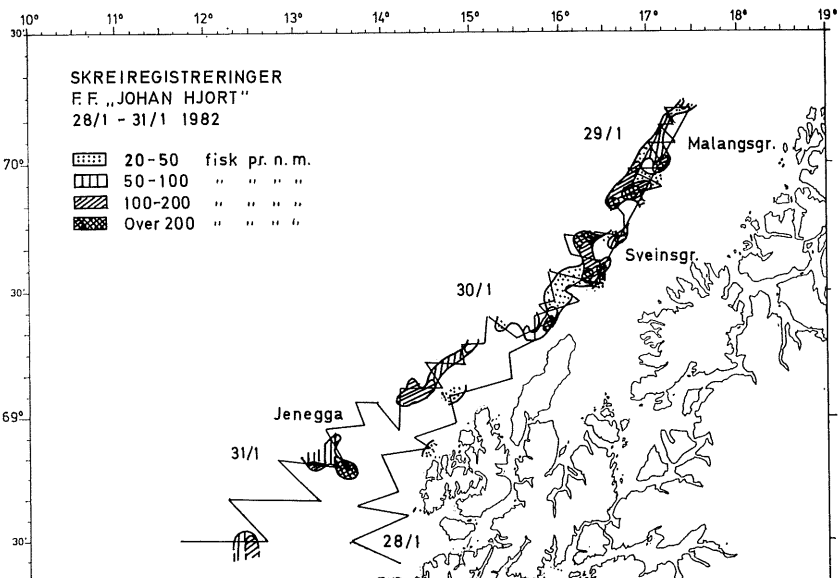 10° 11° 12° 13° 14° 15° 16° 17° 18° 19°
30'
SKREIREGISTRERINGER
F. F. „JOHAN HJORT"
28/1 - 31/1 1982
20-50 fisk pr. n. m.
50-100 " " " "
100-200 " " " "
Over 200 " " " "
29/1
Malangsgr.
70°
Sveinsgr.
30'
30/1
Jenegga
69°
31/1
28/1
30'